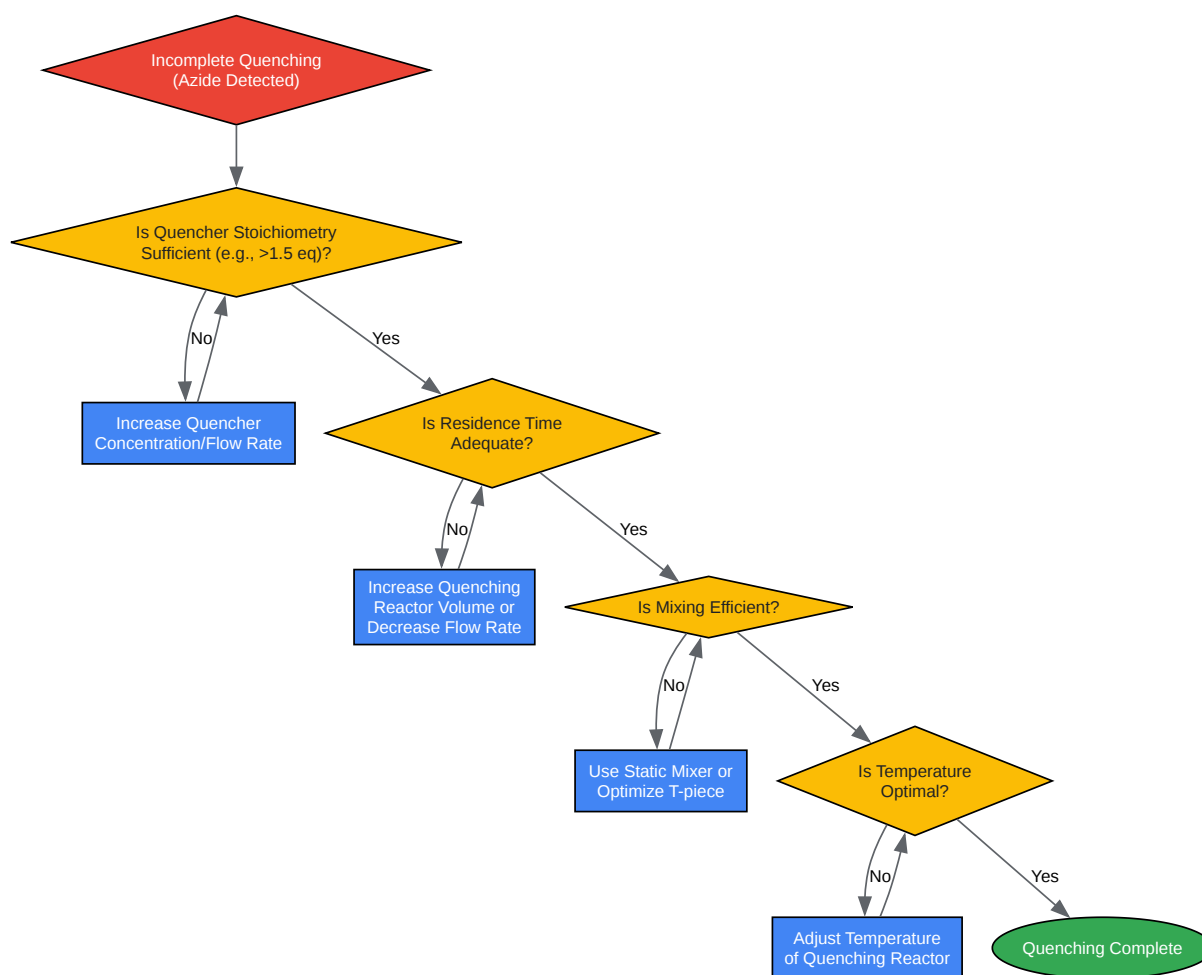 Incomplete Quenching
(Azide Detected)
Is Quencher Stoichiometry
Sufficient (e.g., >1.5 eq)?
No
Yes
Increase Quencher
Concentration/Flow Rate
Is Residence Time
Adequate?
No
Yes
Increase Quenching
Reactor Volume or
Decrease Flow Rate
Is Mixing Efficient?
No
Yes
Use Static Mixer or
Optimize T-piece
Is Temperature
Optimal?
No
Yes
Adjust Temperature
of Quenching Reactor
Quenching Complete